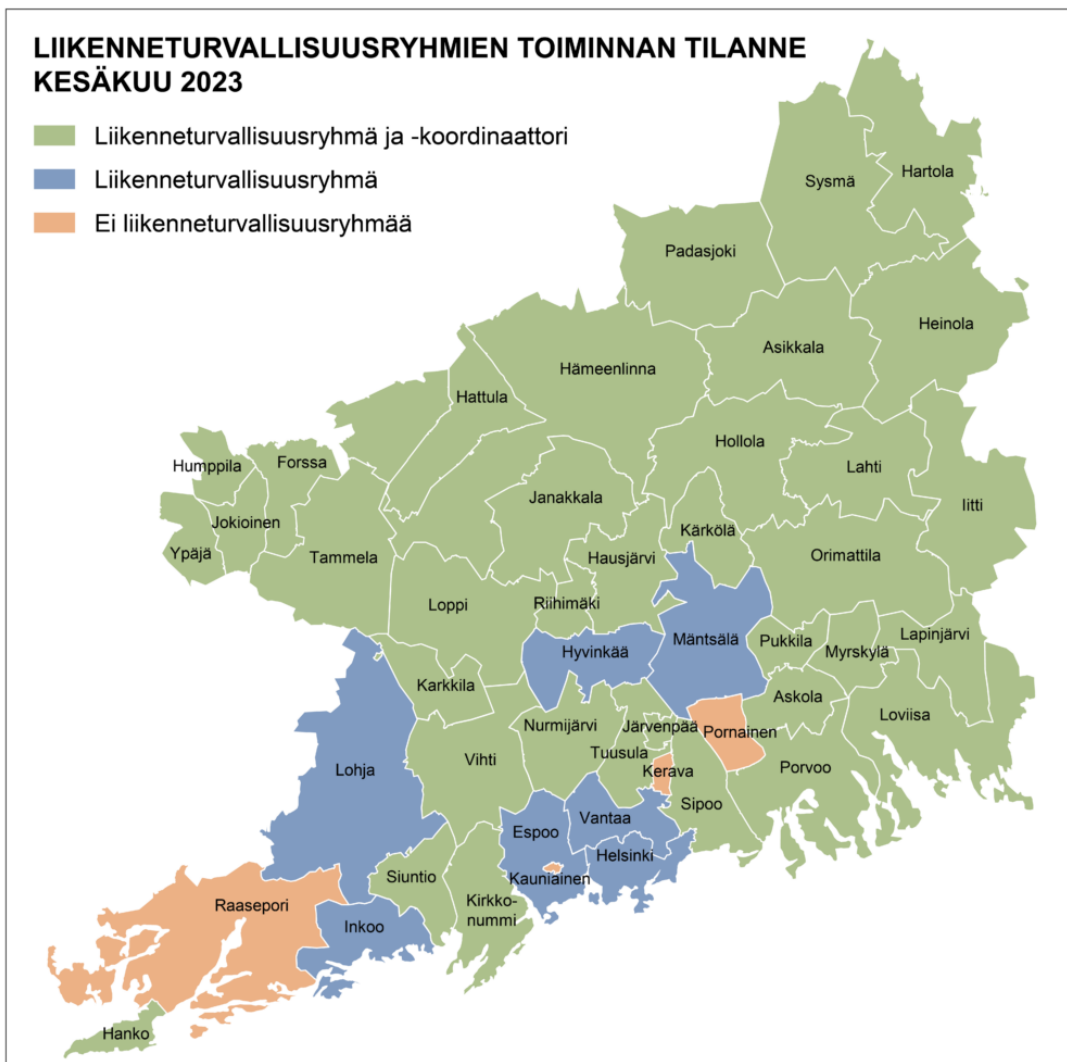 LIIKENNETURVALLISUUSRYHMIEN TOIMINNAN TILANNE
KESÄKUU 2023
Liikenneturvallisuusryhmä ja -koordinaattori
Liikenneturvallisuusryhmä
Ei liikenneturvallisuusryhmää
Hartola
Sysmä
Padasjoki
Heinola
Asikkala
Hämeenlinna
Hattula
Hollola
Forssa
Humppila
Lahti
Janakkala
Iitti
Jokioinen
Kärkölä
Ypäjä
Tammela
Hausjärvi
Orimattila
Loppi
Riihimäki
Lapinjärvi
Mäntsälä
Pukkila
Hyvinkää
Myrskylä
Karkkila
Askola
Loviisa
Nurmijärvi
Järvenpää
Pornainen
Tuusula
Vihti
Porvoo
Lohja
Kerava
Sipoo
Vantaa
Espoo
Helsinki
Siuntio
Kauniainen
Kirkko-
nummi
Raasepori
Inkoo
Hanko